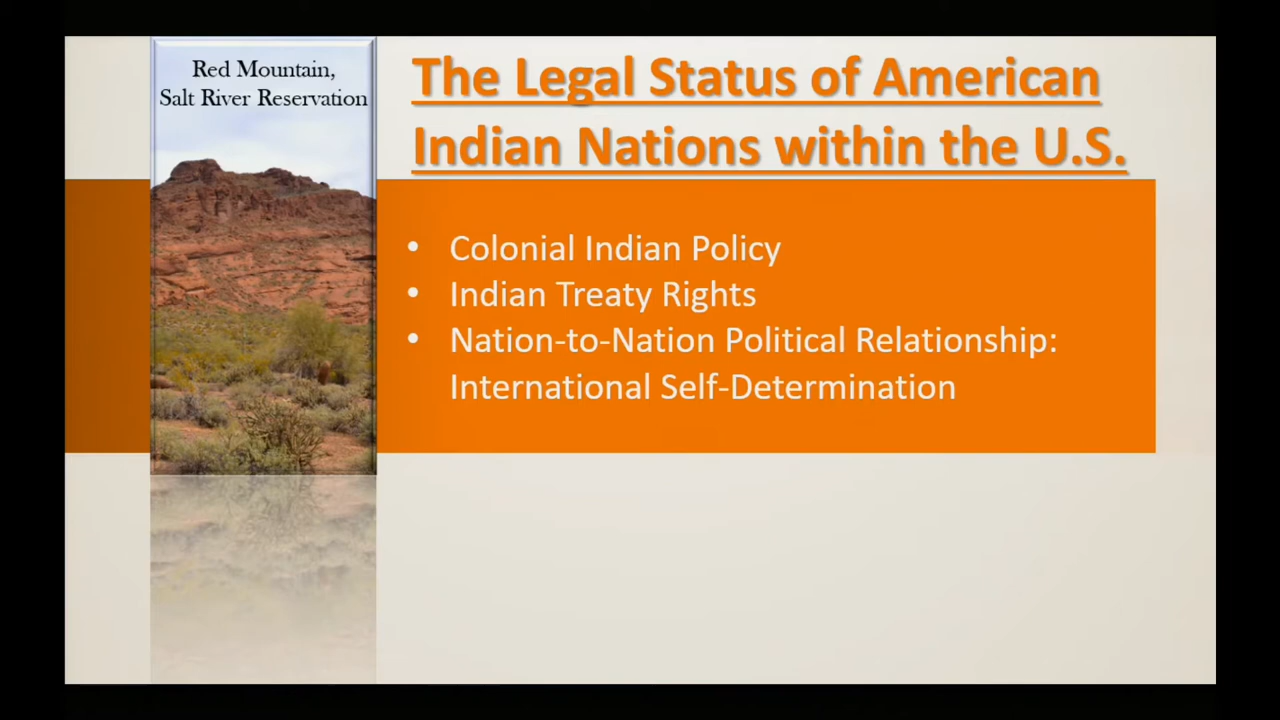 Red Mountain,
Salt River Reservation
The Legal Status of American
Indian Nations within the U.S.
• Colonial Indian Policy
• Indian Treaty Rights
• Nation-to-Nation Political Relationship:
International Self-Determination